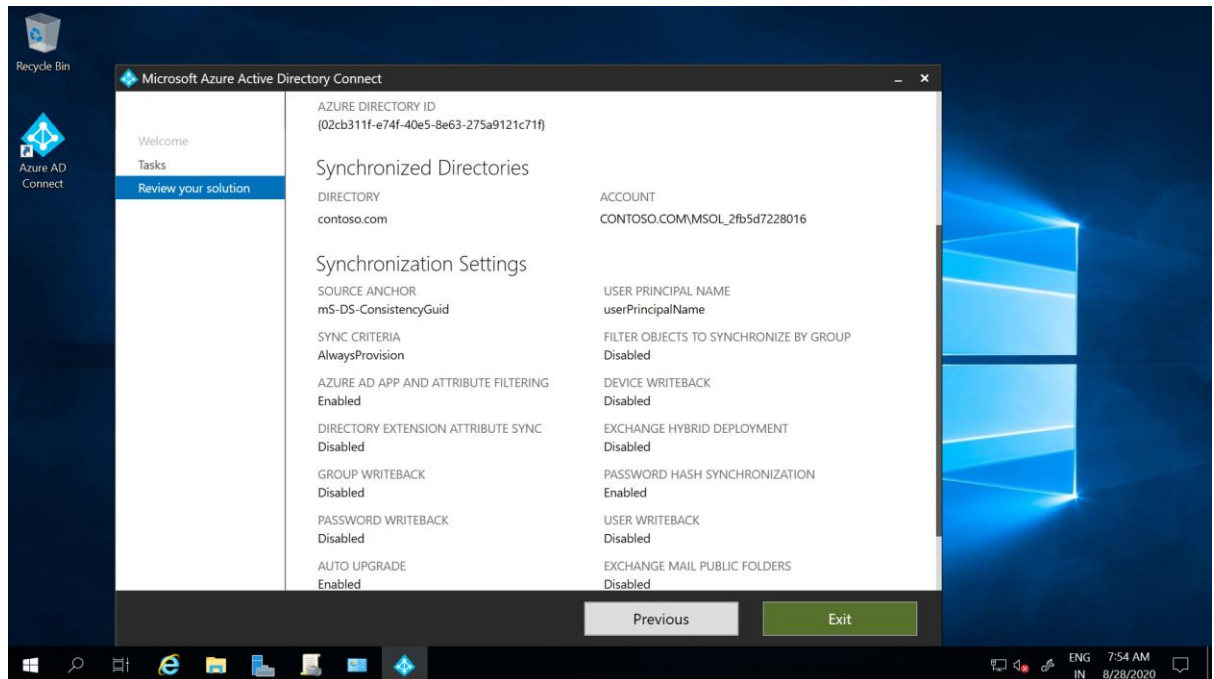 Recycle Bin
Azure AD
Connect
Microsoft Azure Active Directory Connect
Welcome
Tasks
Review your solution
AZURE DIRECTORY ID
{02cb311f-e74f-40e5-8e63-275a9121c71f}
Synchronized Directories
DIRECTORY
ACCOUNT
contoso.com
CONTOSO.COM\MSOL_2fb5d7228016
Synchronization Settings
SOURCE ANCHOR
mS-DS-ConsistencyGuid
USER PRINCIPAL NAME
userPrincipalName
SYNC CRITERIA
AlwaysProvision
FILTER OBJECTS TO SYNCHRONIZE BY GROUP
Disabled
AZURE AD APP AND ATTRIBUTE FILTERING
Enabled
DEVICE WRITEBACK
Disabled
DIRECTORY EXTENSION ATTRIBUTE SYNC
Disabled
EXCHANGE HYBRID DEPLOYMENT
Disabled
GROUP WRITEBACK
Disabled
PASSWORD HASH SYNCHRONIZATION
Enabled
PASSWORD WRITEBACK
Disabled
USER WRITEBACK
Disabled
AUTO UPGRADE
Enabled
EXCHANGE MAIL PUBLIC FOLDERS
Disabled
Previous
Exit
ENG
IN
7:54 AM
8/28/2020